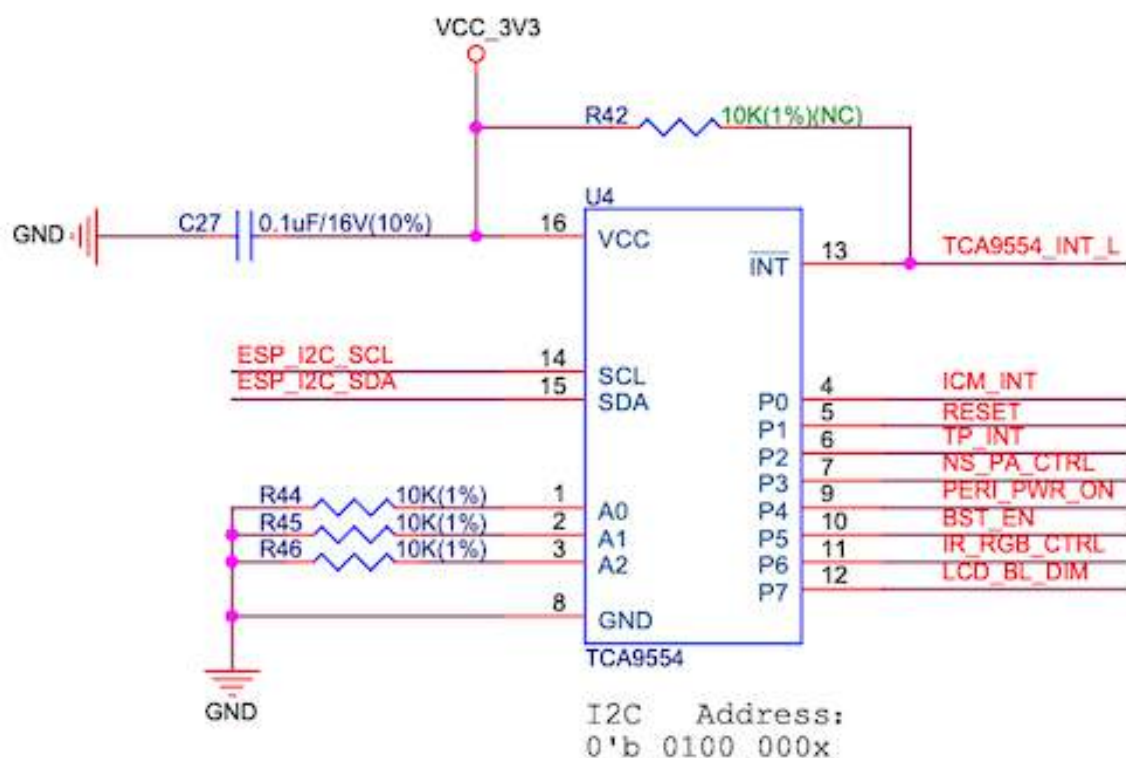 VCC_3V3
R42 10K(1%)(NC)
U4
GND C27 0.1uF/16V(10%) 16 VCC
INT 13 TCA9554_INT_L
ESP_I2C_SCL 14 SCL
ESP_I2C_SDA 15 SDA
P0 4 ICM_INT
P1 5 RESET
P2 6 TP_INT
P3 7 NS_PA_CTRL
R44 10K(1%) 1 A0 P4 9 PERI_PWR_ON
R45 10K(1%) 2 A1 P5 10 BST_EN
R46 10K(1%) 3 A2 P6 11 IR_RGB_CTRL
P7 12 LCD_BL_DIM
8 GND
TCA9554
GND
I2C Address:
0'b 0100 000x